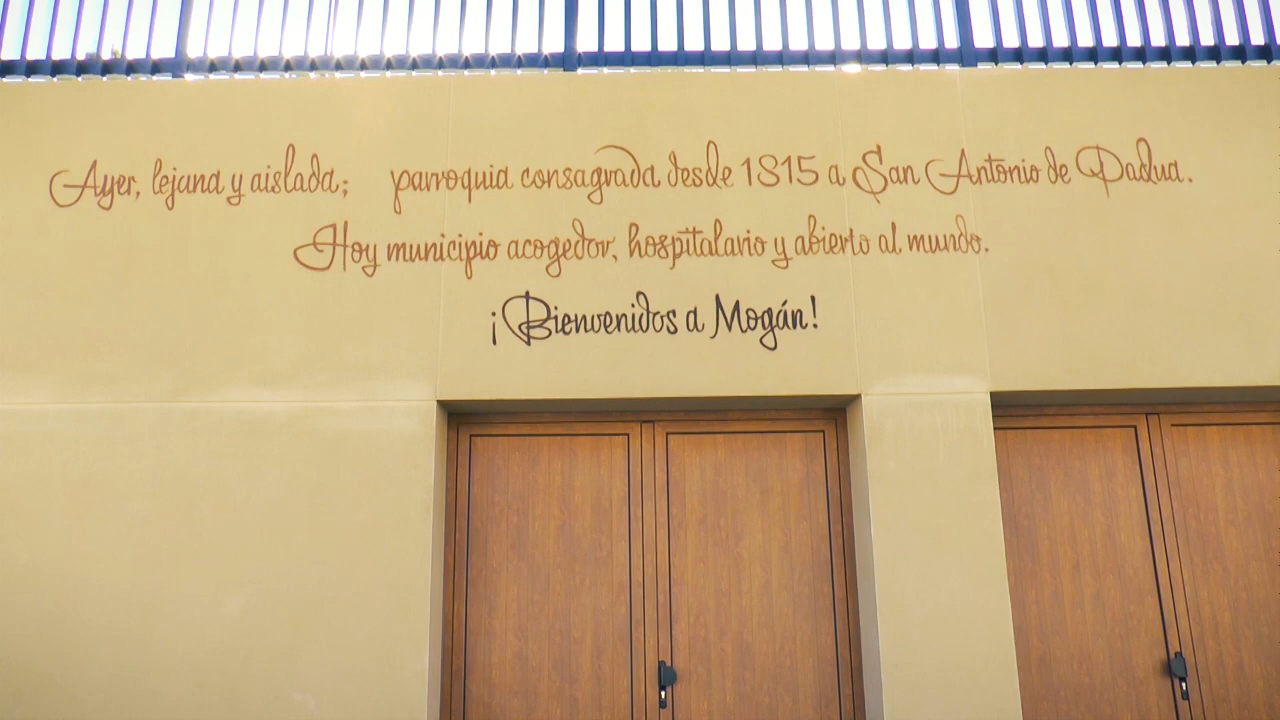 Ayer, lejana y aislada; parroquia consagrada desde 1815 a San Antonio de Padua.
Hoy municipio acogedor, hospitalario y abierto al mundo.
¡Bienvenidos a Mogán!